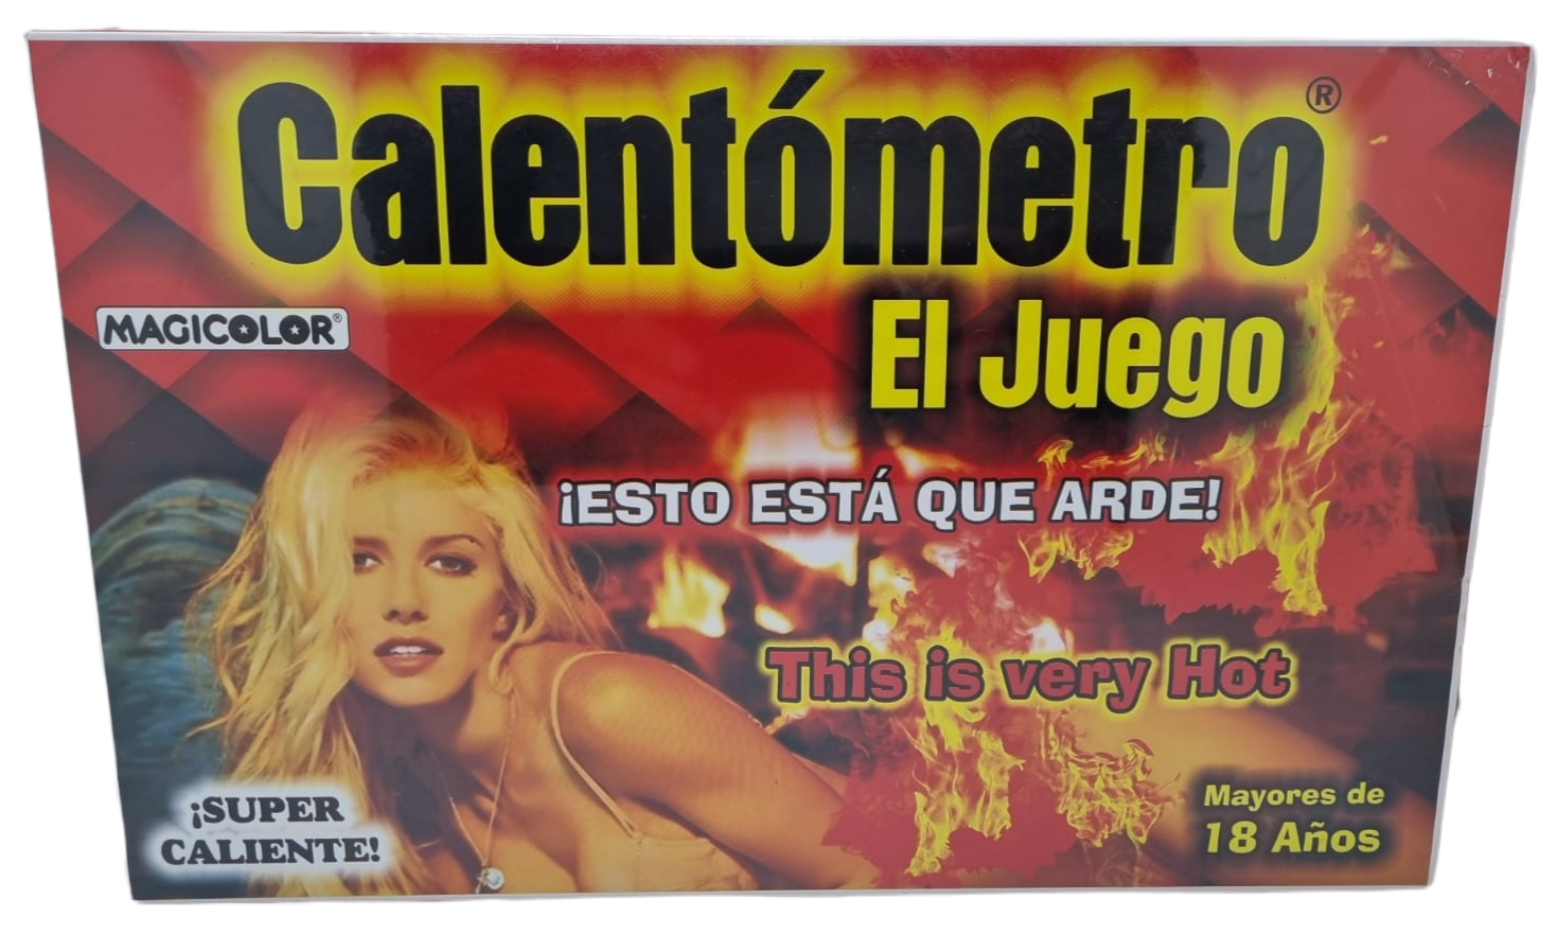 Calentómetro®
El Juego
MAGICOLOR®
¡ESTO ESTÁ QUE ARDE!
This is very Hot
¡SUPER
CALIENTE!
Mayores de
18 Años